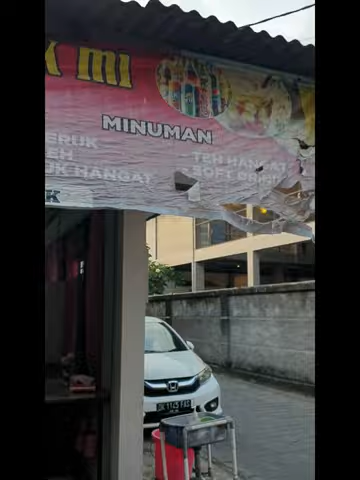 mi
MINUMAN
ERUK
TEH HANGAT
EH
SOFT DRINK
UK HANGAT
K